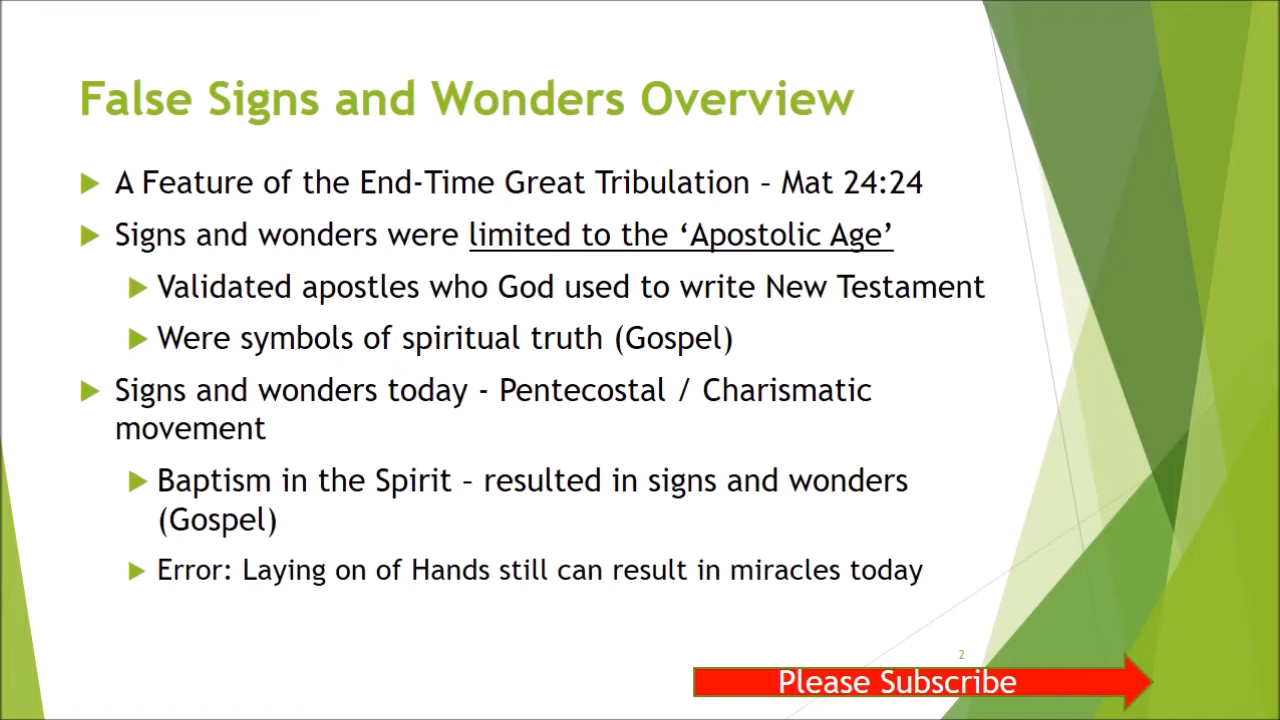 False Signs and Wonders Overview
A Feature of the End-Time Great Tribulation – Mat 24:24
Signs and wonders were limited to the ‘Apostolic Age’
Validated apostles who God used to write New Testament
Were symbols of spiritual truth (Gospel)
Signs and wonders today - Pentecostal / Charismatic
movement
Baptism in the Spirit – resulted in signs and wonders
(Gospel)
Error: Laying on of Hands still can result in miracles today
2
Please Subscribe